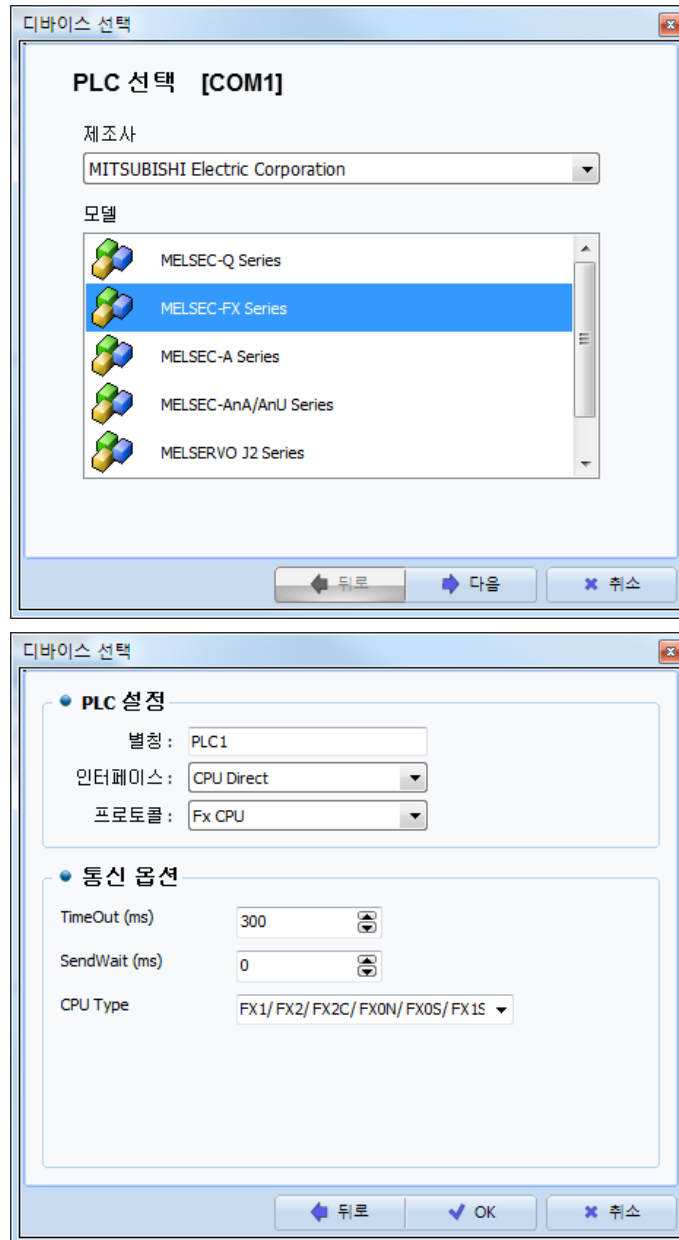 디바이스 선택
PLC 선택 [COM1]
제조사
MITSUBISHI Electric Corporation
모델
MELSEC-Q Series
MELSEC-FX Series
MELSEC-A Series
MELSEC-AnA/AnU Series
MELSERVO J2 Series
뒤로 다음 취소
디바이스 선택
PLC 설정
별칭 : PLC1
인터페이스 : CPU Direct
프로토콜 : Fx CPU
통신 옵션
TimeOut (ms) 300
SendWait (ms) 0
CPU Type FX1/ FX2/ FX2C/ FX0N/ FX0S/ FX1S
뒤로 OK 취소